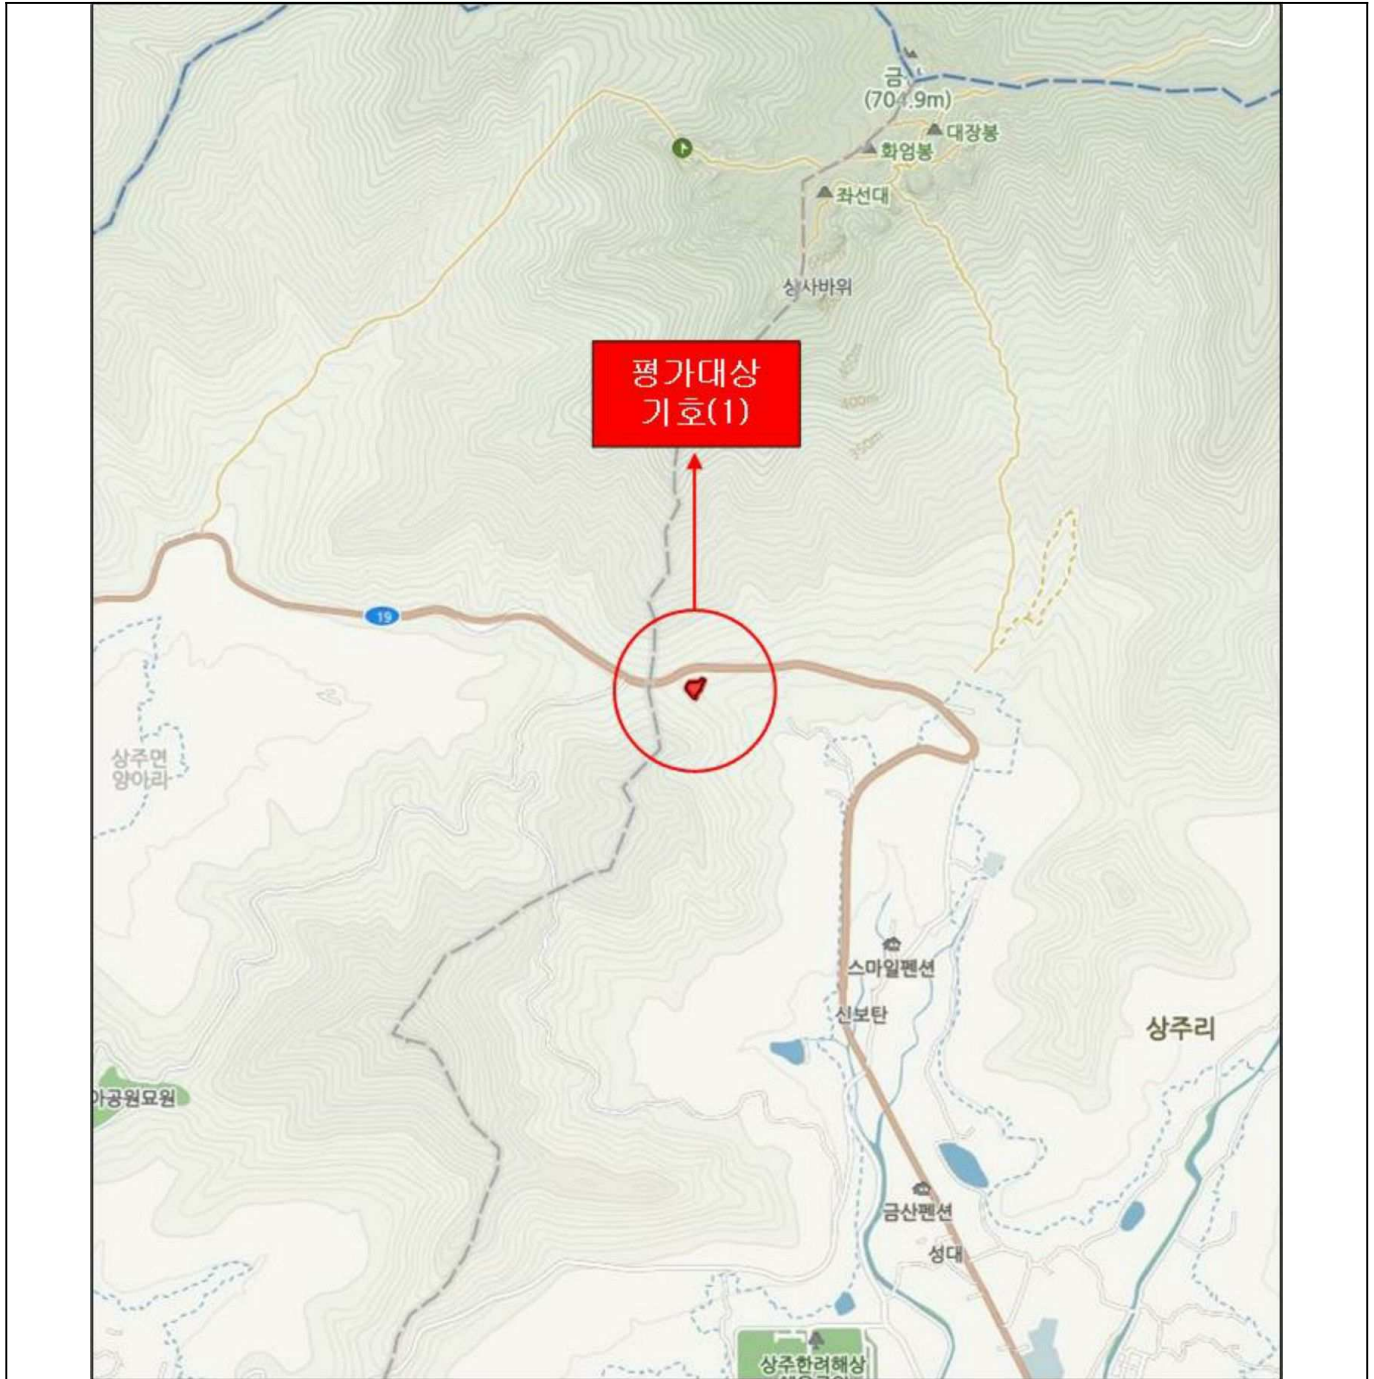 금
(704.9m)
대장봉
화엄봉
좌선대
상사바위
평가대상
기호(1)
400m
350m
19
상주면
양아리
스마일펜션
신보탄
상주리
아공원묘원
금산펜션
성대
상주한려해상